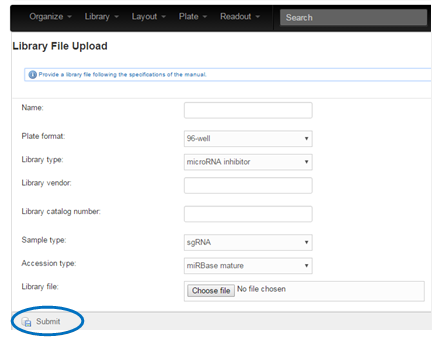 Organize Library Layout Plate Readout Search
Library File Upload
Provide a library file following the specifications of the manual.
Name:
Plate format: 96-well
Library type: microRNA inhibitor
Library vendor:
Library catalog number:
Sample type: sgRNA
Accession type: miRBase mature
Library file: Choose file No file chosen
Submit